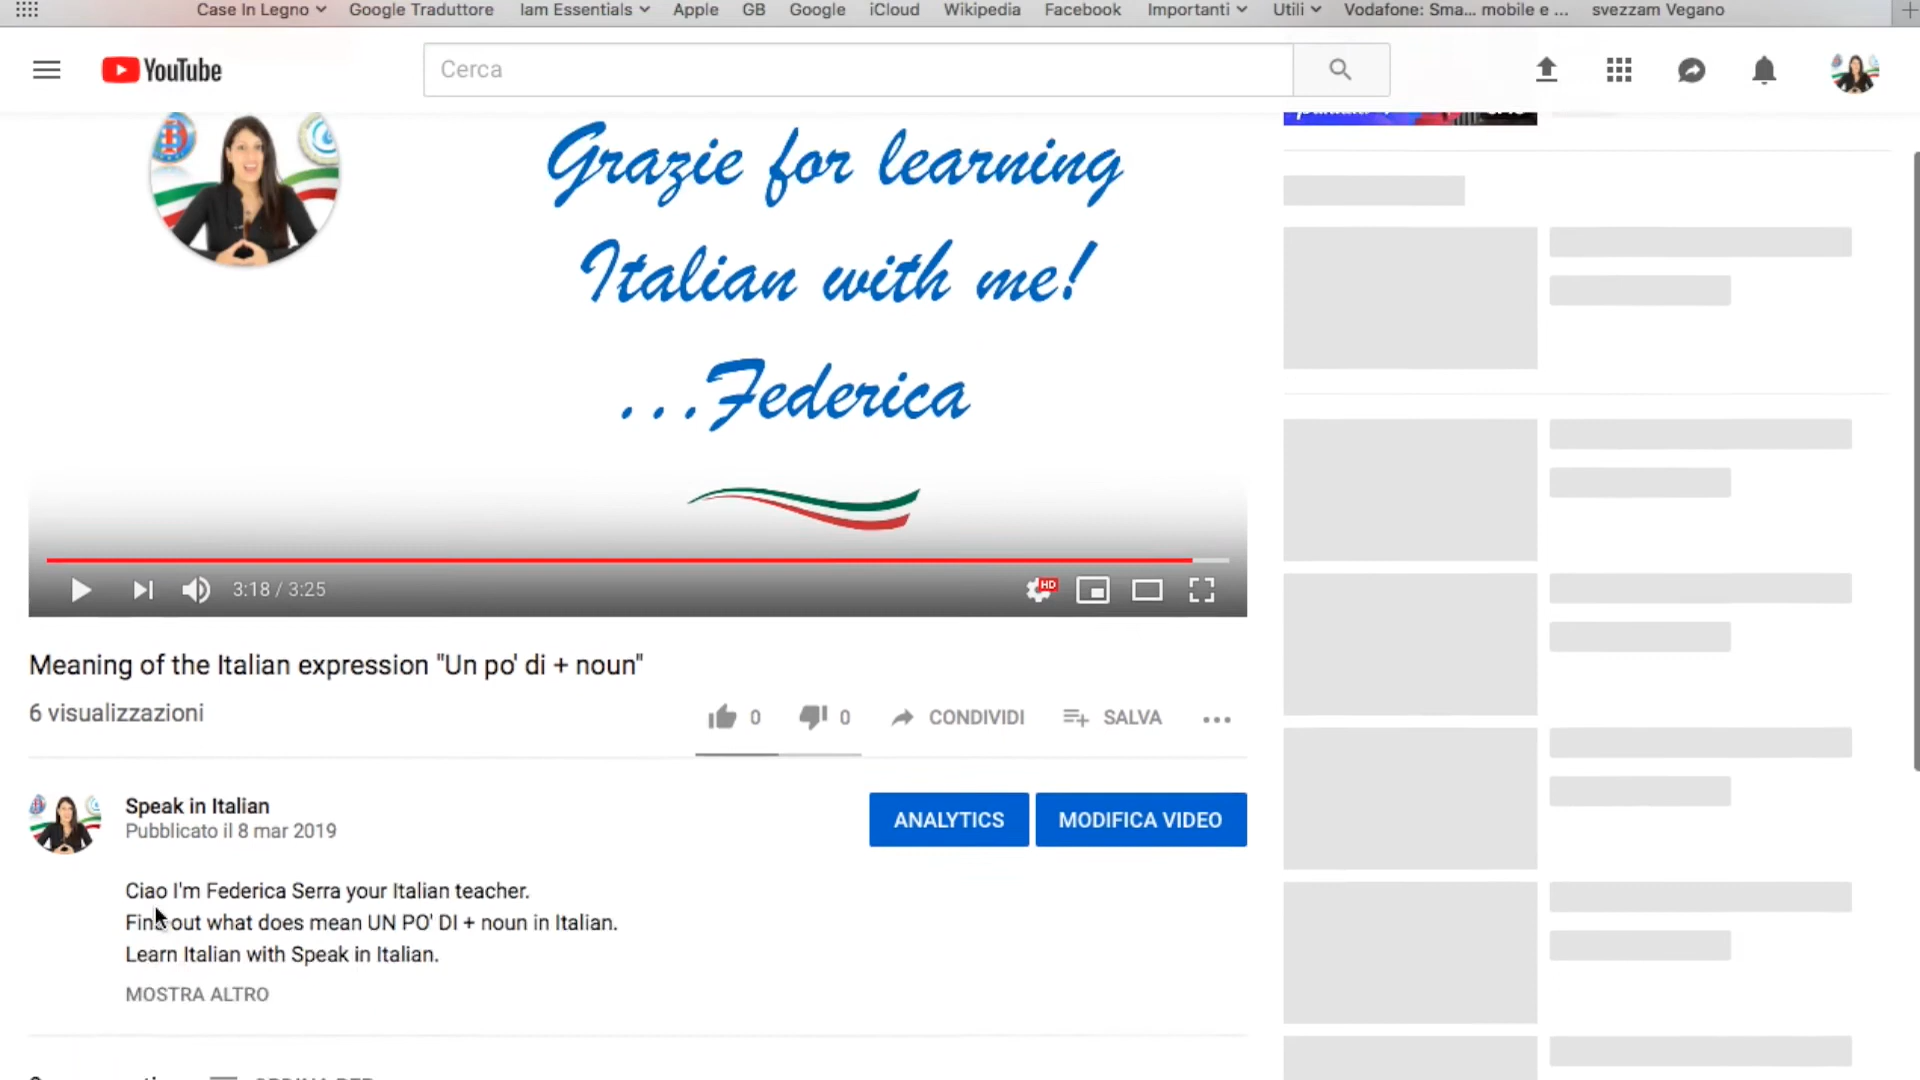 Case In Legno Google Traduttore Iam Essentials Apple GB Google iCloud Wikipedia Facebook Importanti Utili Vodafone: Sma... mobile e ... svezzam Vegano
YouTube
Cerca
Grazie for learning
Italian with me!
...Federica
3:18 / 3:25
HD
Meaning of the Italian expression "Un po' di + noun"
6 visualizzazioni
0 0 CONDIVIDI SALVA
Speak in Italian
Pubblicato il 8 mar 2019
ANALYTICS MODIFICA VIDEO
Ciao I'm Federica Serra your Italian teacher.
Find out what does mean UN PO' DI + noun in Italian.
Learn Italian with Speak in Italian.
MOSTRA ALTRO